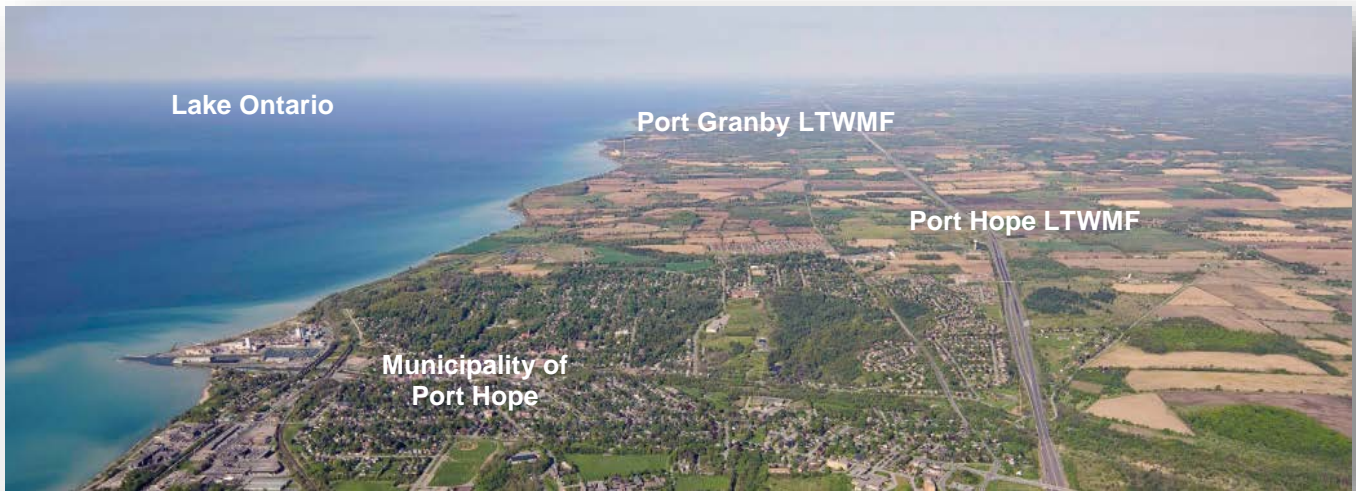 Lake Ontario
Port Granby LTWMF
Port Hope LTWMF
Municipality of
Port Hope